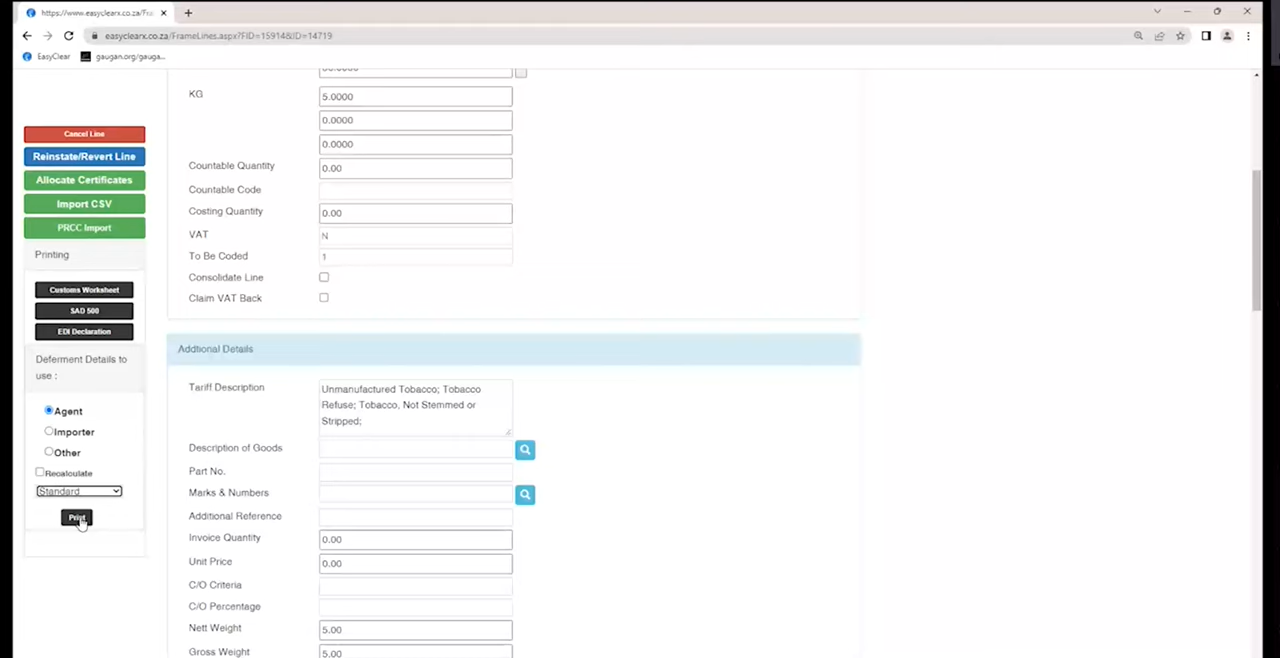 https://www.easyclearx.co.za/Fra
easyclearx.co.za/FrameLines.aspx?FID=15914&ID=14719
EasyClear
gaugan.org/gauga...
Cancel Line
Reinstate/Revert Line
Allocate Certificates
Import CSV
PRCC Import
Printing
Customs Worksheet
SAD 500
EDI Declaration
Deferment Details to
use :
Agent
Importer
Other
Recalculate
Standard
Print
KG
5.0000
0.0000
0.0000
Countable Quantity
0.00
Countable Code
Costing Quantity
0.00
VAT
N
To Be Coded
1
Consolidate Line
Claim VAT Back
Addtional Details
Tariff Description
Unmanufactured Tobacco; Tobacco
Refuse; Tobacco, Not Stemmed or
Stripped;
Description of Goods
Part No.
Marks & Numbers
Additional Reference
Invoice Quantity
0.00
Unit Price
0.00
C/O Criteria
C/O Percentage
Nett Weight
5.00
Gross Weight
5.00